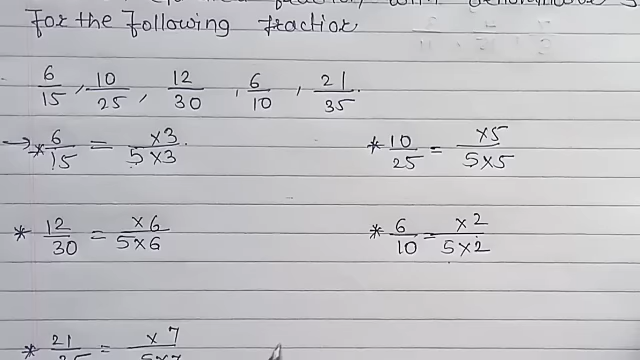 for the following fraction
6/15, 10/25, 12/30, 6/10, 21/35.
→ * 6/15 = ×3/5×3. * 10/25 = ×5/5×5
* 12/30 = ×6/5×6 * 6/10 = ×2/5×2
* 21/35 = ×7/5×7